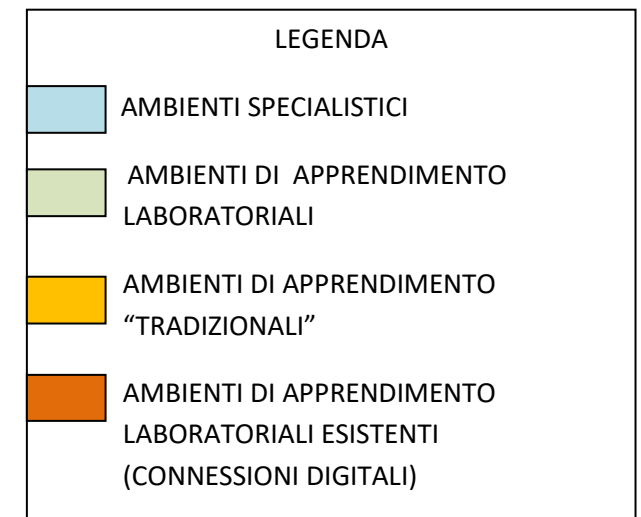 LEGENDA
AMBIENTI SPECIALISTICI
AMBIENTI DI APPRENDIMENTO
LABORATORIALI
AMBIENTI DI APPRENDIMENTO
“TRADIZIONALI”
AMBIENTI DI APPRENDIMENTO
LABORATORIALI ESISTENTI
(CONNESSIONI DIGITALI)